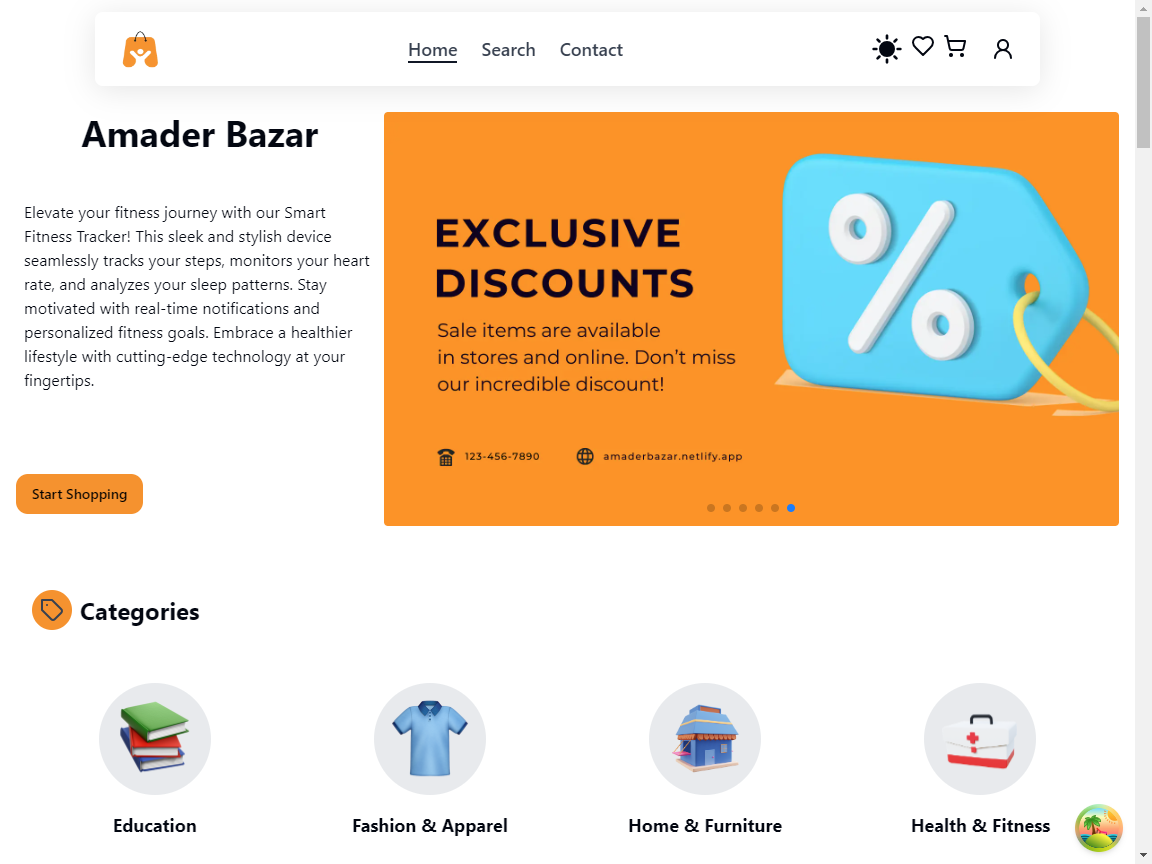 Home Search Contact
Amader Bazar
Elevate your fitness journey with our Smart
Fitness Tracker! This sleek and stylish device
seamlessly tracks your steps, monitors your heart
rate, and analyzes your sleep patterns. Stay
motivated with real-time notifications and
personalized fitness goals. Embrace a healthier
lifestyle with cutting-edge technology at your
fingertips.
Start Shopping
EXCLUSIVE
DISCOUNTS
Sale items are available
in stores and online. Don’t miss
our incredible discount!
123-456-7890 amaderbazar.netlify.app
%
Categories
Education
Fashion & Apparel
Home & Furniture
Health & Fitness